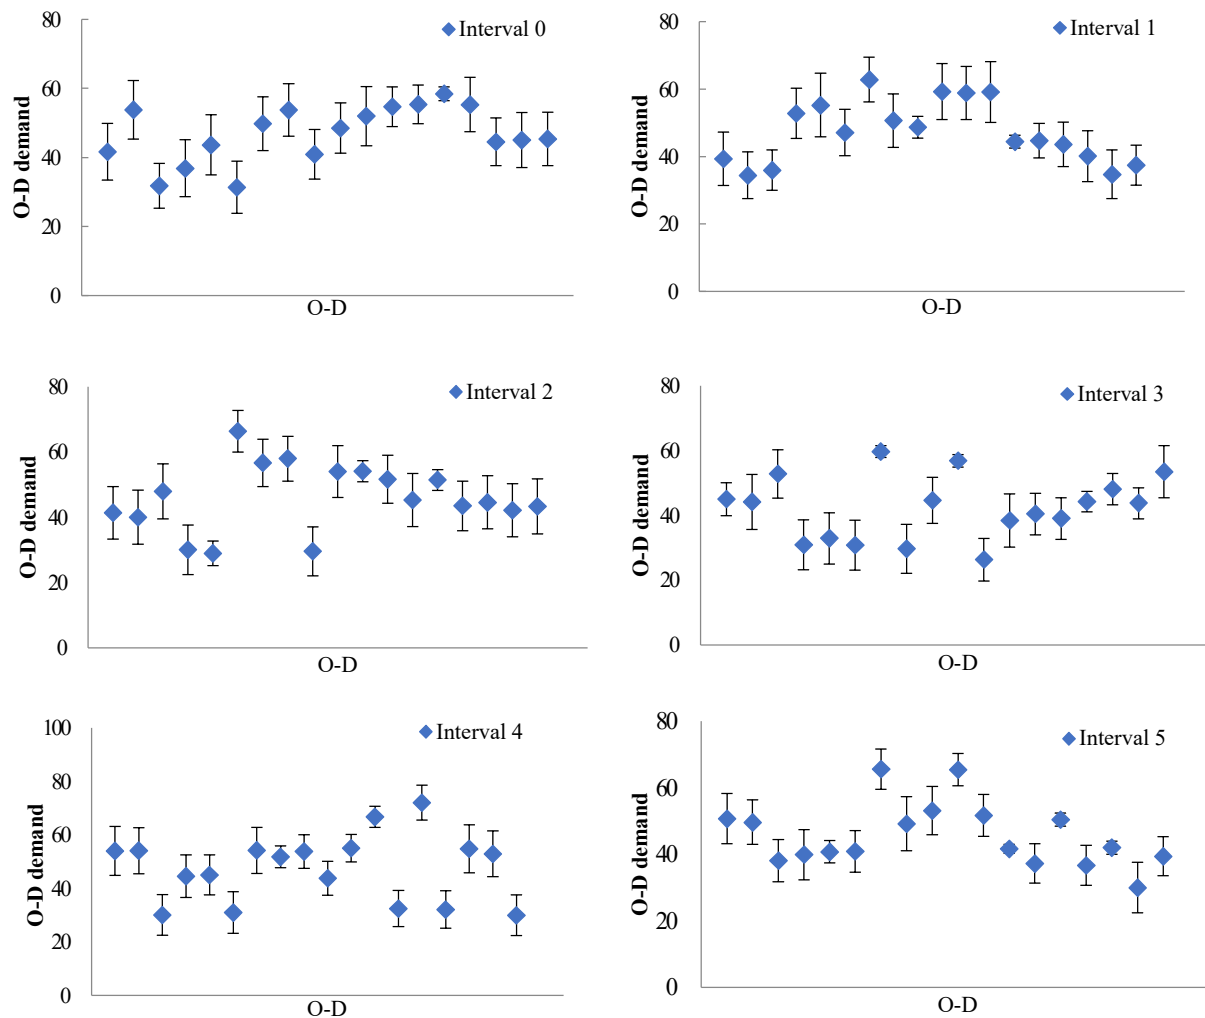 Interval 0
O-D demand
80
60
40
20
0
O-D
Interval 1
O-D demand
80
60
40
20
0
O-D
Interval 2
O-D demand
80
60
40
20
0
O-D
Interval 3
O-D demand
80
60
40
20
0
O-D
Interval 4
O-D demand
100
80
60
40
20
0
O-D
Interval 5
O-D demand
80
60
40
20
0
O-D